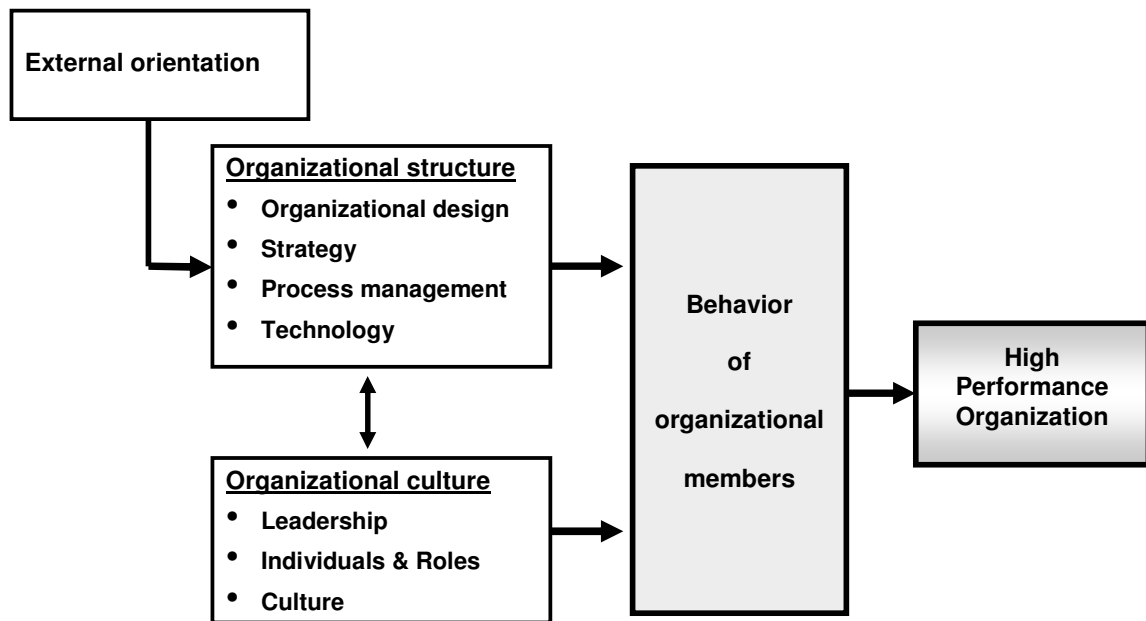 External orientation
Organizational structure
• Organizational design
• Strategy
• Process management
• Technology
Organizational culture
• Leadership
• Individuals & Roles
• Culture
Behavior
of
organizational
members
High
Performance
Organization